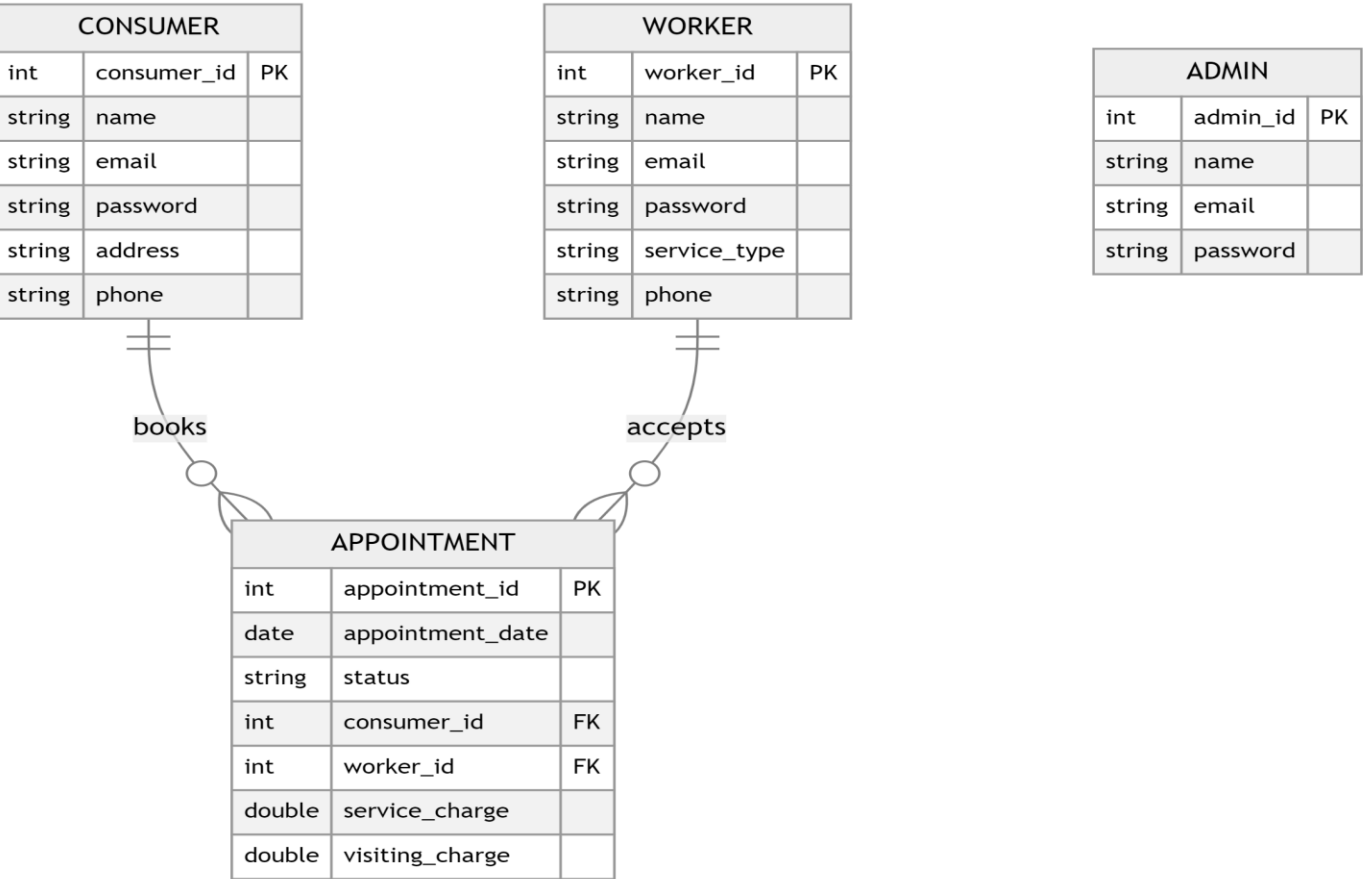 CONSUMER
int consumer_id PK
string name
string email
string password
string address
string phone
WORKER
int worker_id PK
string name
string email
string password
string service_type
string phone
ADMIN
int admin_id PK
string name
string email
string password
books
accepts
APPOINTMENT
int appointment_id PK
date appointment_date
string status
int consumer_id FK
int worker_id FK
double service_charge
double visiting_charge